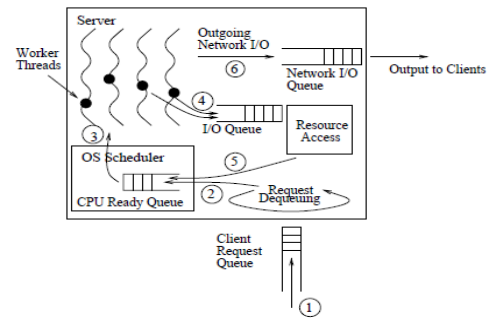 Server
Outgoing
Network I/O
Worker
Threads
6
Network I/O
Queue
Output to Clients
4
3
I/O Queue
Resource
Access
OS Scheduler
5
2
CPU Ready Queue
Request
Dequeuing
Client
Request
Queue
1